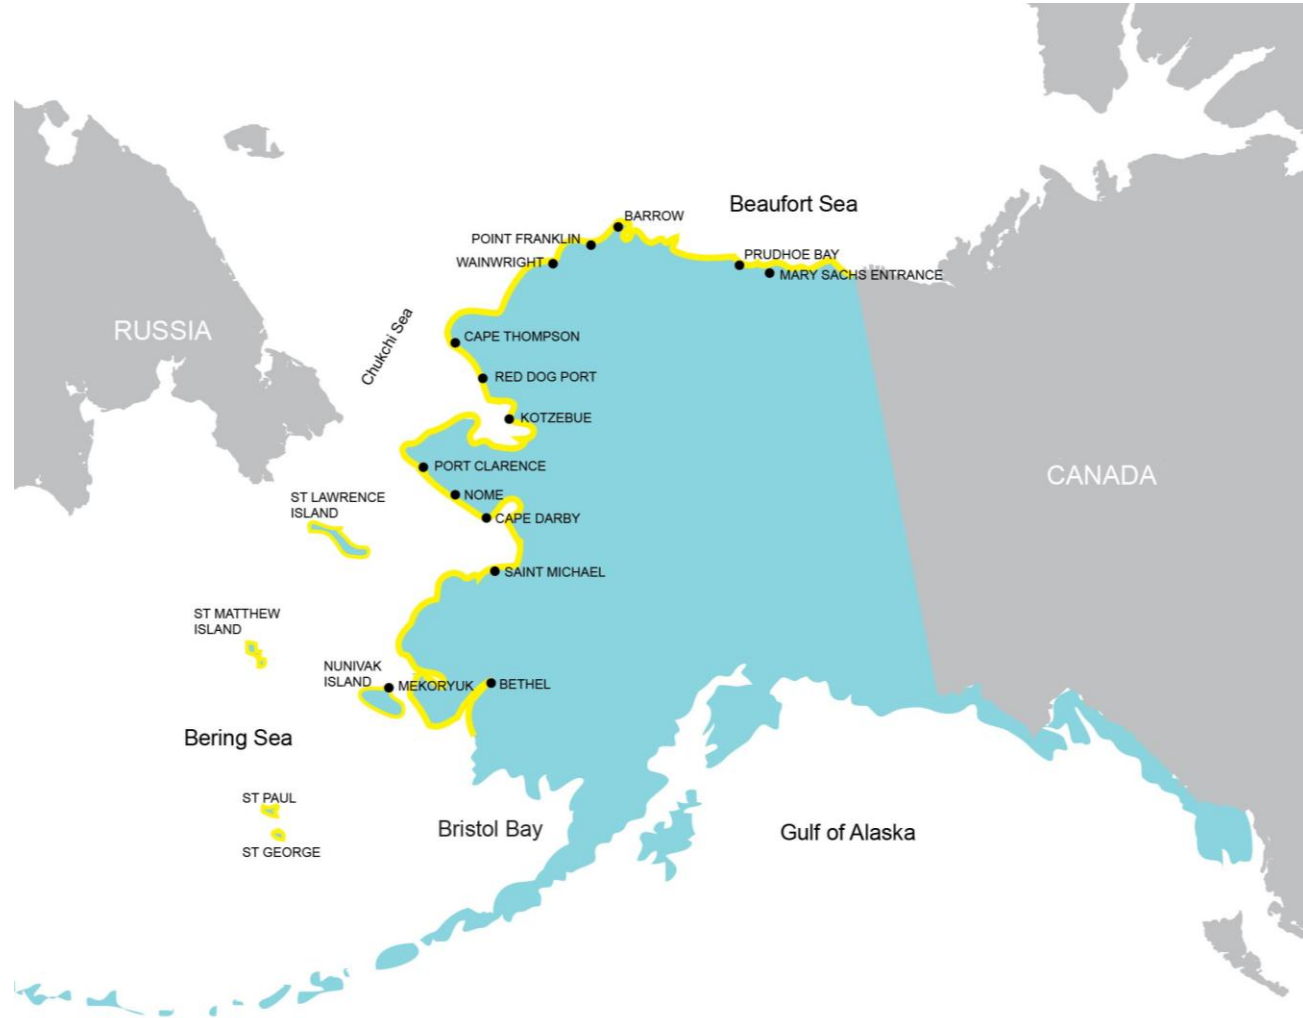 Beaufort Sea
BARROW
POINT FRANKLIN
WAINWRIGHT
PRUDHOE BAY
MARY SACHS ENTRANCE
RUSSIA
Chukchi Sea
CAPE THOMPSON
RED DOG PORT
KOTZEBUE
PORT CLARENCE
CANADA
NOME
ST LAWRENCE
ISLAND
CAPE DARBY
SAINT MICHAEL
ST MATTHEW
ISLAND
NUNIVAK
ISLAND
MEKORYUK
BETHEL
Bering Sea
ST PAUL
Bristol Bay
Gulf of Alaska
ST GEORGE